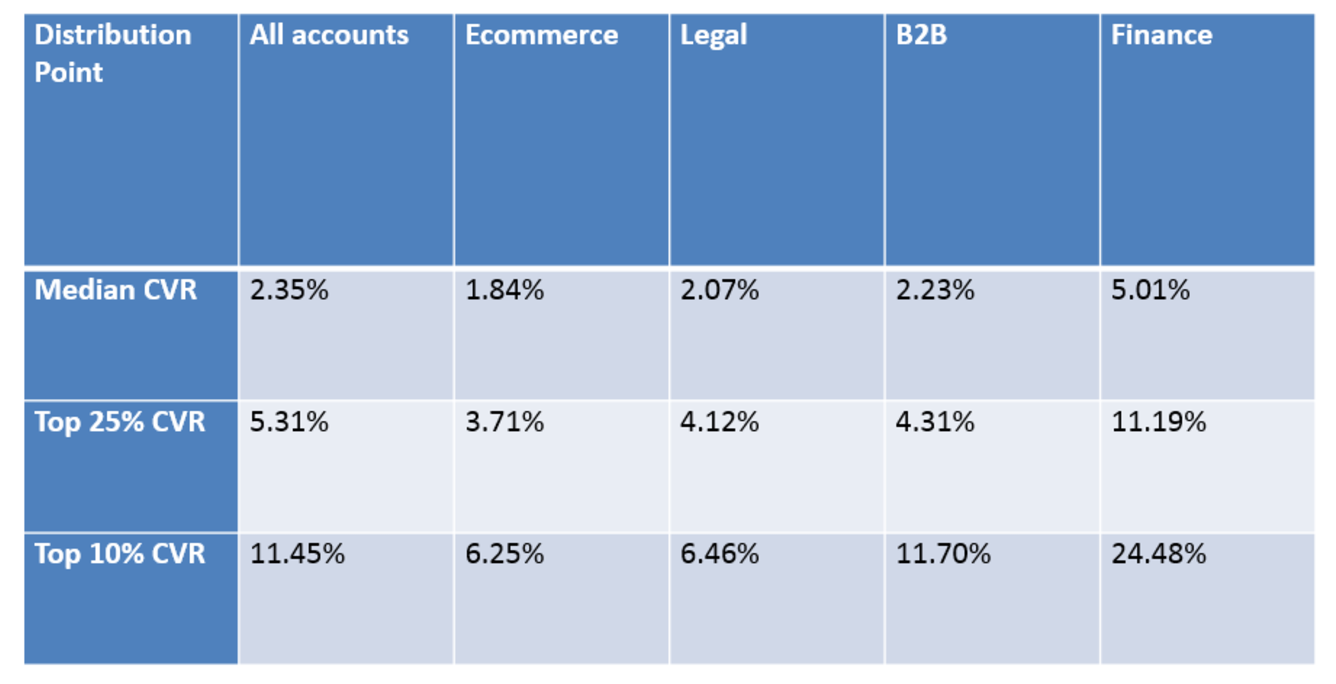 Distribution Point All accounts Ecommerce Legal B2B Finance
Median CVR 2.35% 1.84% 2.07% 2.23% 5.01%
Top 25% CVR 5.31% 3.71% 4.12% 4.31% 11.19%
Top 10% CVR 11.45% 6.25% 6.46% 11.70% 24.48%